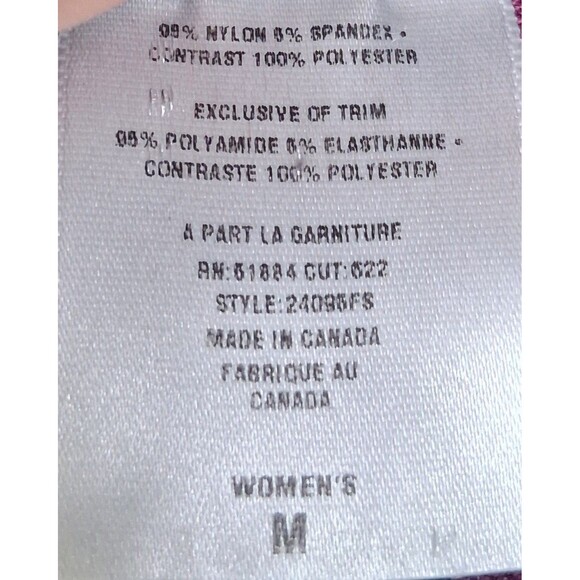 95% NYLON 5% SPANDEX •
CONTRAST 100% POLYESTER
EXCLUSIVE OF TRIM
95% POLYAMIDE 5% ELASTHANNE •
CONTRASTE 100% POLYESTER
A PART LA GARNITURE
RN:51884 CUT:622
STYLE:24095FS
MADE IN CANADA
FABRIQUE AU
CANADA
WOMEN'S
M